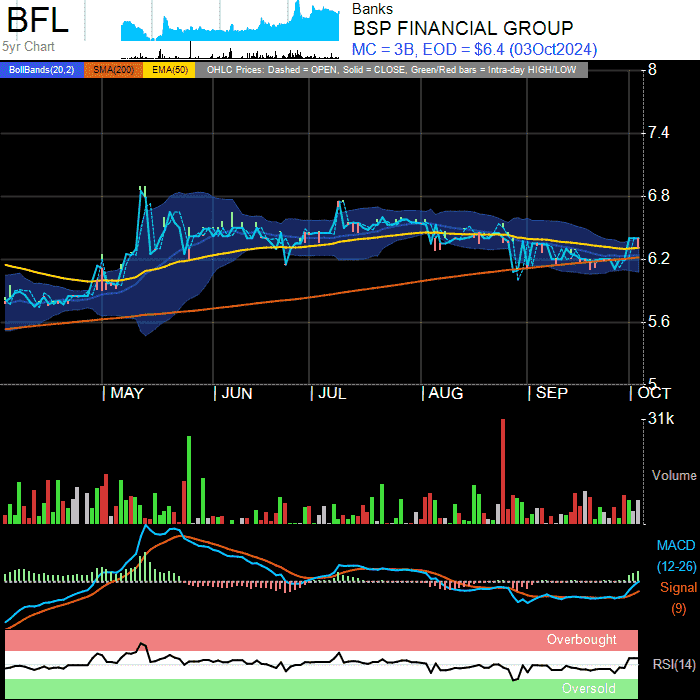 BFL
5yr Chart
Banks
BSP FINANCIAL GROUP
MC = 3B, EOD = $6.4 (03Oct2024)
BollBands(20,2) SMA(200) EMA(50) OHLC Prices: Dashed = OPEN, Solid = CLOSE, Green/Red bars = Intra-day HIGH/LOW
8
7.4
6.8
6.2
5.6
5
MAY JUN JUL AUG SEP OCT
31k
Volume
MACD
(12-26)
Signal
(9)
Overbought
RSI(14)
Oversold